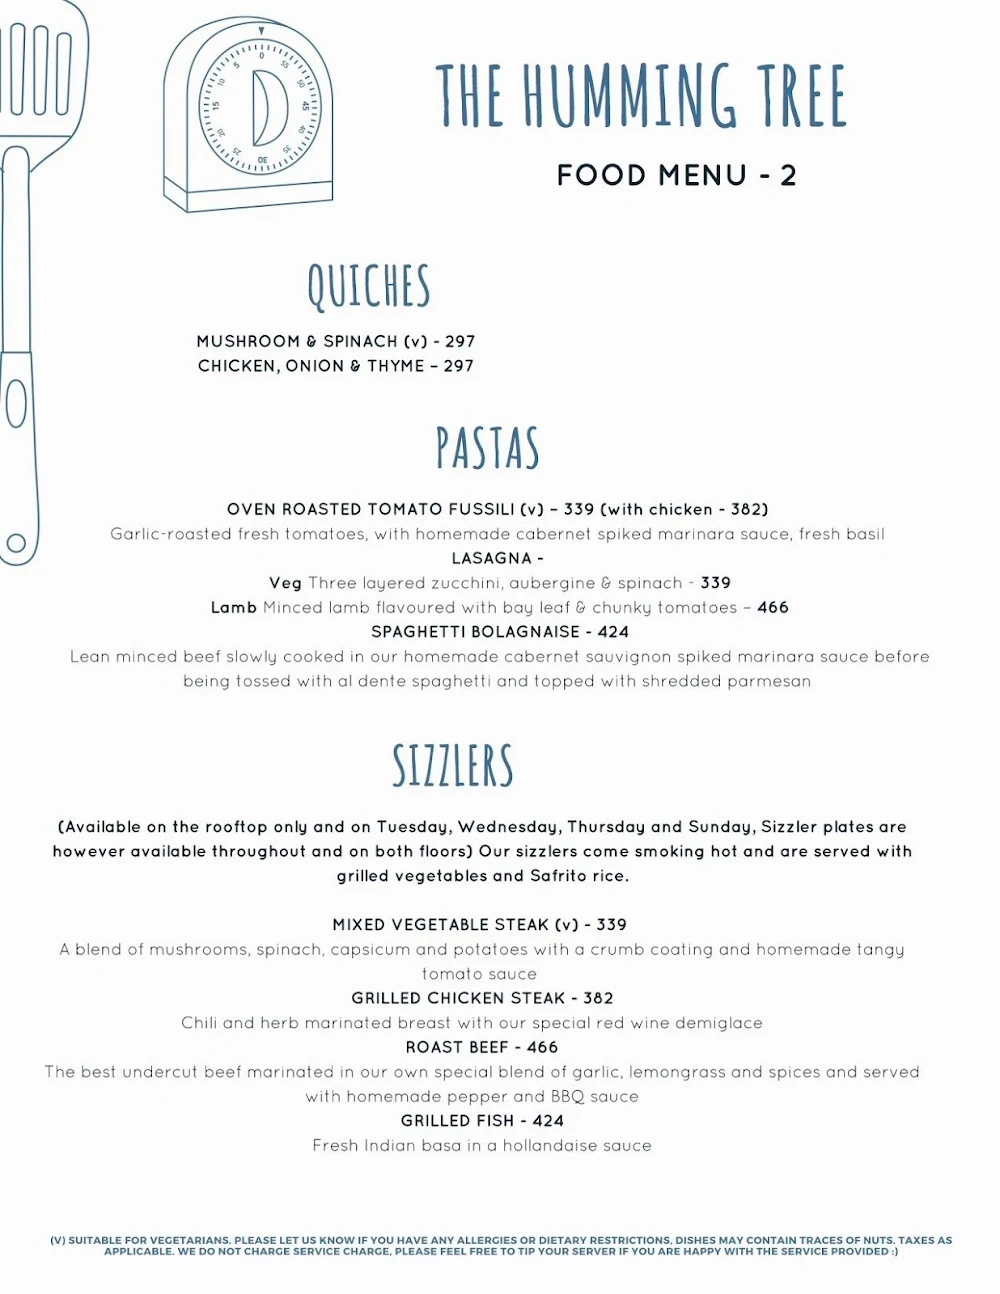 THE HUMMING TREE
FOOD MENU - 2
0
55
50
45
40
35
30
25
20
15
10
5
QUICHES
MUSHROOM & SPINACH (v) - 297
CHICKEN, ONION & THYME – 297
PASTAS
OVEN ROASTED TOMATO FUSSILI (v) – 339 (with chicken - 382)
Garlic-roasted fresh tomatoes, with homemade cabernet spiked marinara sauce, fresh basil
LASAGNA -
Veg Three layered zucchini, aubergine & spinach - 339
Lamb Minced lamb flavoured with bay leaf & chunky tomatoes – 466
SPAGHETTI BOLAGNAISE - 424
Lean minced beef slowly cooked in our homemade cabernet sauvignon spiked marinara sauce before
being tossed with al dente spaghetti and topped with shredded parmesan
SIZZLERS
(Available on the rooftop only and on Tuesday, Wednesday, Thursday and Sunday, Sizzler plates are
however available throughout and on both floors) Our sizzlers come smoking hot and are served with
grilled vegetables and Safrito rice.
MIXED VEGETABLE STEAK (v) - 339
A blend of mushrooms, spinach, capsicum and potatoes with a crumb coating and homemade tangy
tomato sauce
GRILLED CHICKEN STEAK - 382
Chili and herb marinated breast with our special red wine demiglace
ROAST BEEF - 466
The best undercut beef marinated in our own special blend of garlic, lemongrass and spices and served
with homemade pepper and BBQ sauce
GRILLED FISH - 424
Fresh Indian basa in a hollandaise sauce
(V) SUITABLE FOR VEGETARIANS. PLEASE LET US KNOW IF YOU HAVE ANY ALLERGIES OR DIETARY RESTRICTIONS, DISHES MAY CONTAIN TRACES OF NUTS. TAXES AS
APPLICABLE. WE DO NOT CHARGE SERVICE CHARGE, PLEASE FEEL FREE TO TIP YOUR SERVER IF YOU ARE HAPPY WITH THE SERVICE PROVIDED :)